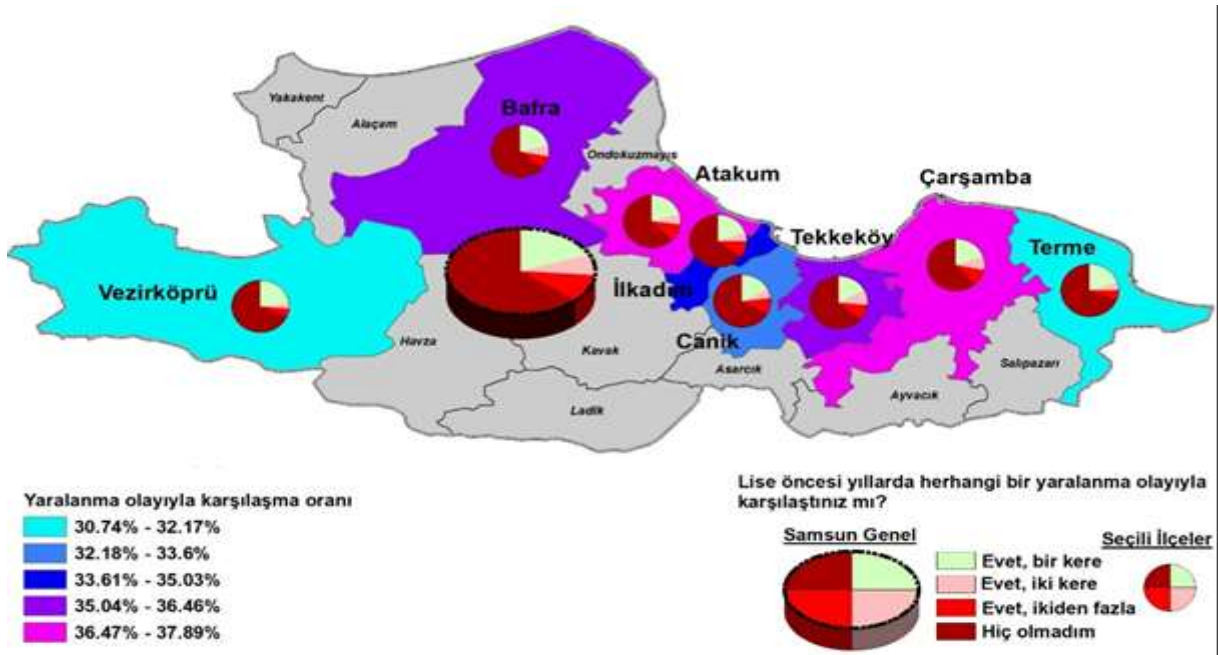 Yakakent
Alaçam
Bafra
Ondokuzmayıs
Atakum
Çarşamba
Tekkeköy
Terme
Vezirköprü
İlkadım
Havza
Kavak
Canik
Asarcık
Salıpazarı
Ayvacık
Ladik
Yaralanma olayıyla karşılaşma oranı
30.74% - 32.17%
32.18% - 33.6%
33.61% - 35.03%
35.04% - 36.46%
36.47% - 37.89%
Lise öncesi yıllarda herhangi bir yaralanma olayıyla
karşılaştınız mı?
Samsun Genel
Seçili İlçeler
Evet, bir kere
Evet, iki kere
Evet, ikiden fazla
Hiç olmadım